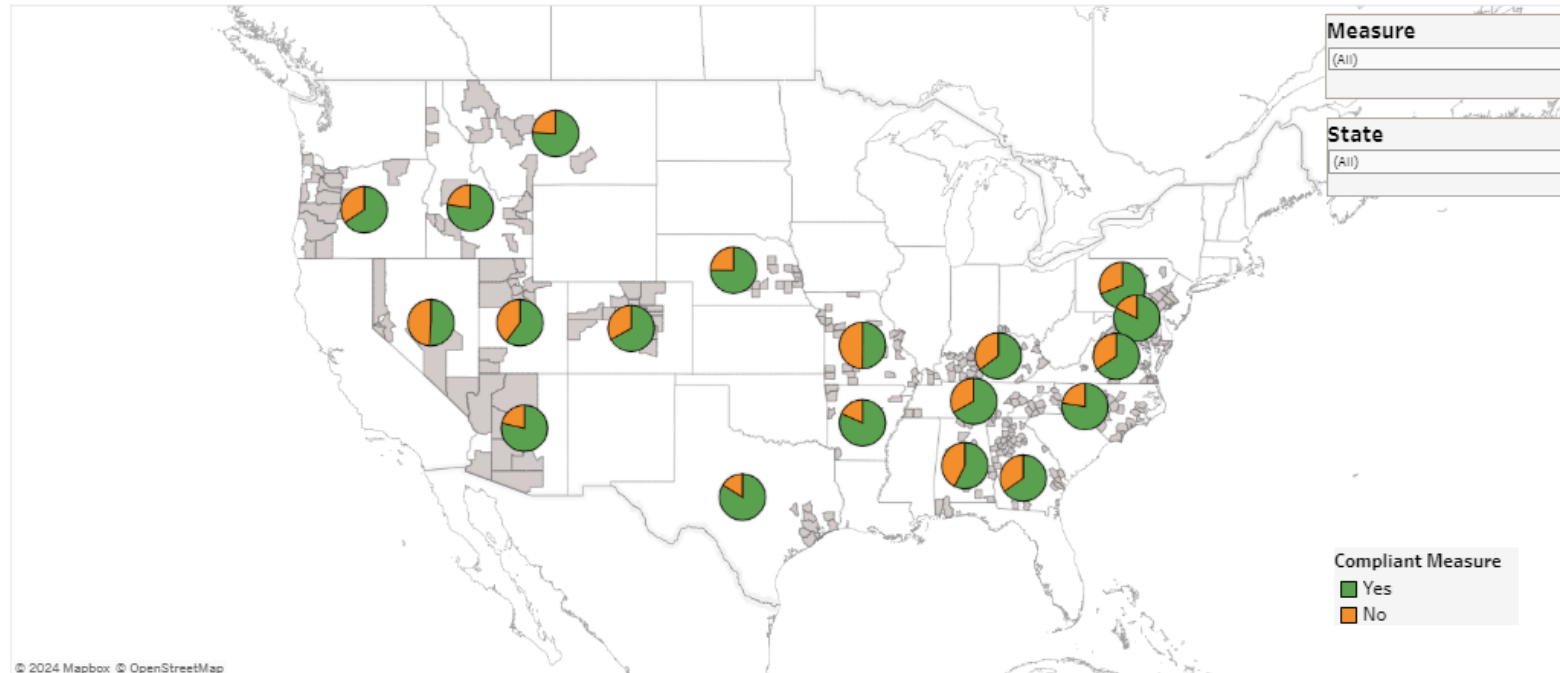 Measure
(All)
State
(All)
Compliant Measure
Yes
No
© 2024 Mapbox © OpenStreetMap